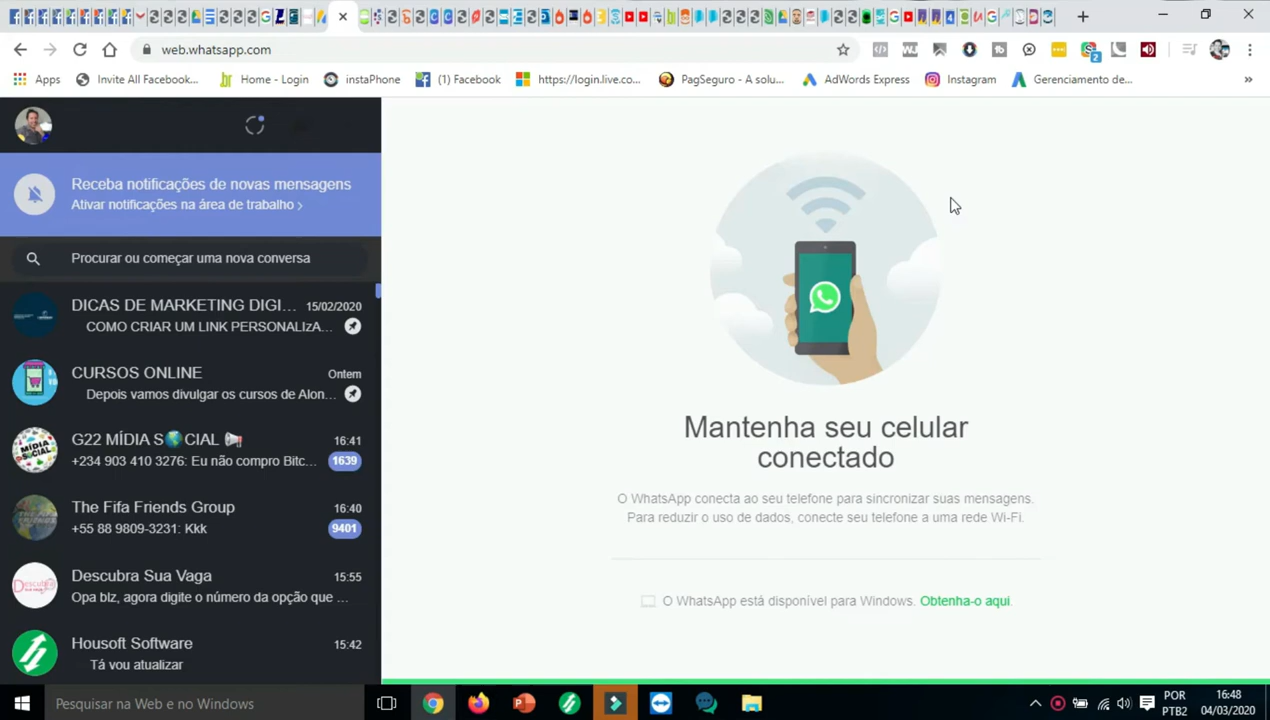 web.whatsapp.com
Apps
Invite All Facebook...
Home - Login
instaPhone
(1) Facebook
https://login.live.co...
PagSeguro - A solu...
AdWords Express
Instagram
Gerenciamento de...
»
Receba notificações de novas mensagens
Ativar notificações na área de trabalho >
Procurar ou começar uma nova conversa
DICAS DE MARKETING DIGI... 15/02/2020
COMO CRIAR UM LINK PERSONALIzA...
CURSOS ONLINE Ontem
Depois vamos divulgar os cursos de Alon...
G22 MÍDIA S🌎CIAL 📢 16:41
+234 903 410 3276: Eu não compro Bitc... 1639
The Fifa Friends Group 16:40
+55 88 9809-3231: Kkk 9401
Descubra Sua Vaga 15:55
Opa blz, agora digite o número da opção que ...
Housoft Software 15:42
Tá vou atualizar
Mantenha seu celular
conectado
O WhatsApp conecta ao seu telefone para sincronizar suas mensagens.
Para reduzir o uso de dados, conecte seu telefone a uma rede Wi-Fi.
O WhatsApp está disponível para Windows. Obtenha-o aqui.
Pesquisar na Web e no Windows
POR
PTB2
16:48
04/03/2020